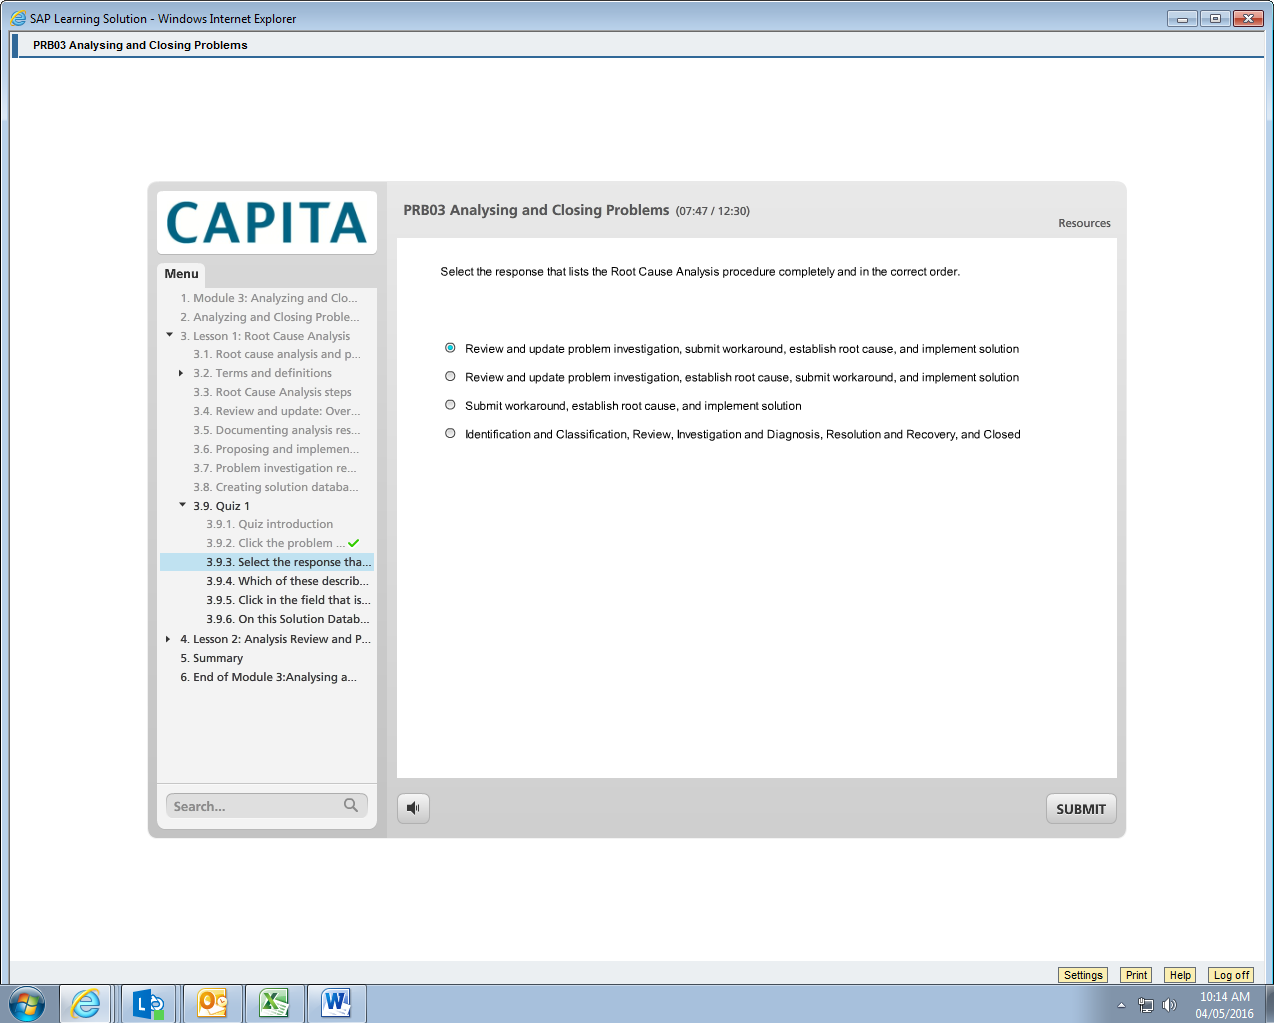 SAP Learning Solution - Windows Internet Explorer
PRB03 Analysing and Closing Problems
CAPITA
PRB03 Analysing and Closing Problems (07:47 / 12:30)
Resources
Menu
1. Module 3: Analyzing and Clo...
2. Analyzing and Closing Proble...
3. Lesson 1: Root Cause Analysis
3.1. Root cause analysis and p...
3.2. Terms and definitions
3.3. Root Cause Analysis steps
3.4. Review and update: Over...
3.5. Documenting analysis res...
3.6. Proposing and implemen...
3.7. Problem investigation re...
3.8. Creating solution databa...
3.9. Quiz 1
3.9.1. Quiz introduction
3.9.2. Click the problem ...
3.9.3. Select the response tha...
3.9.4. Which of these describ...
3.9.5. Click in the field that is...
3.9.6. On this Solution Datab...
4. Lesson 2: Analysis Review and P...
5. Summary
6. End of Module 3:Analysing a...
Search...
Select the response that lists the Root Cause Analysis procedure completely and in the correct order.
Review and update problem investigation, submit workaround, establish root cause, and implement solution
Review and update problem investigation, establish root cause, submit workaround, and implement solution
Submit workaround, establish root cause, and implement solution
Identification and Classification, Review, Investigation and Diagnosis, Resolution and Recovery, and Closed
SUBMIT
Settings
Print
Help
Log off
10:14 AM
04/05/2016